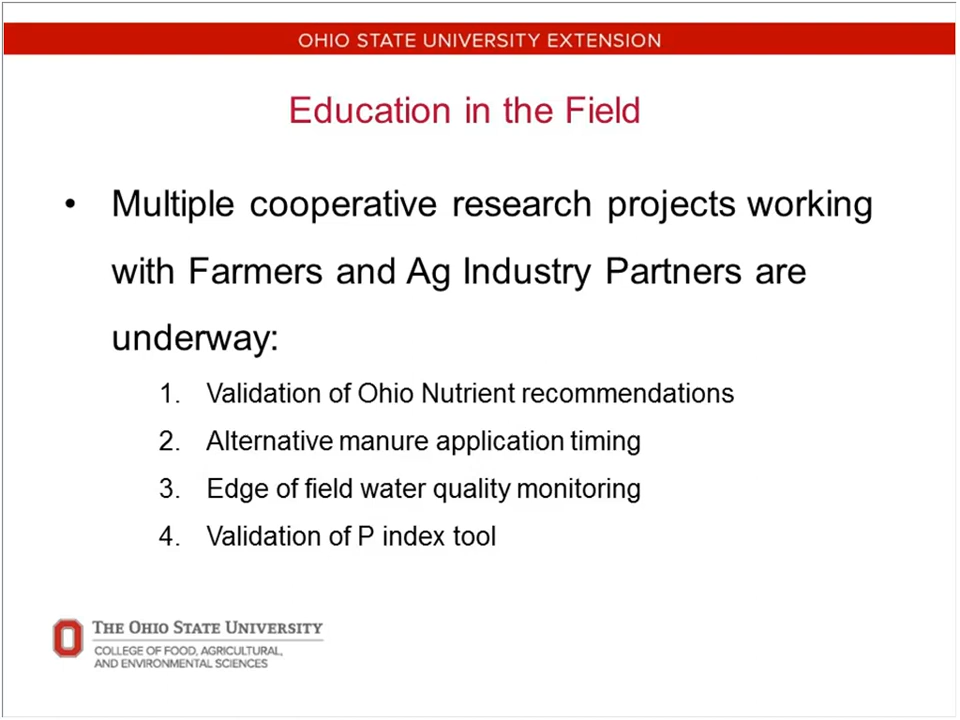 OHIO STATE UNIVERSITY EXTENSION
Education in the Field
• Multiple cooperative research projects working
with Farmers and Ag Industry Partners are
underway:
1. Validation of Ohio Nutrient recommendations
2. Alternative manure application timing
3. Edge of field water quality monitoring
4. Validation of P index tool
THE OHIO STATE UNIVERSITY
COLLEGE OF FOOD, AGRICULTURAL,
AND ENVIRONMENTAL SCIENCES